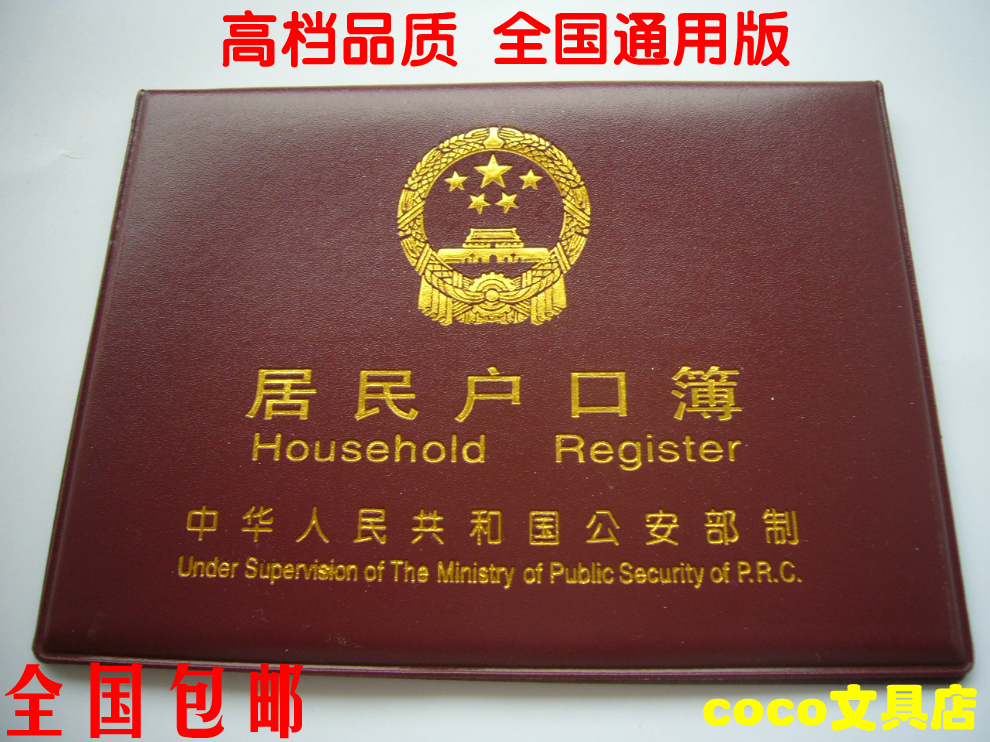 高档品质 全国通用版
居民户口簿
Household Register
中华人民共和国公安部制
Under Supervision of The Ministry of Public Security of P.R.C.
全国包邮
coco文具店